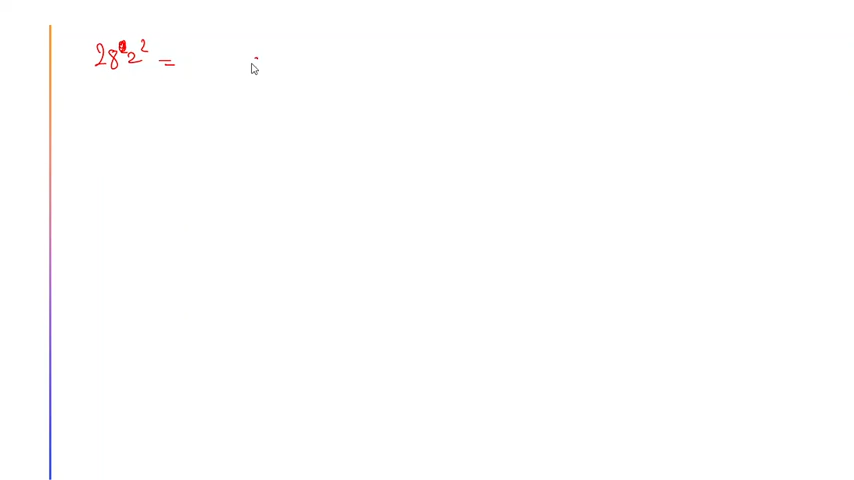 282² =